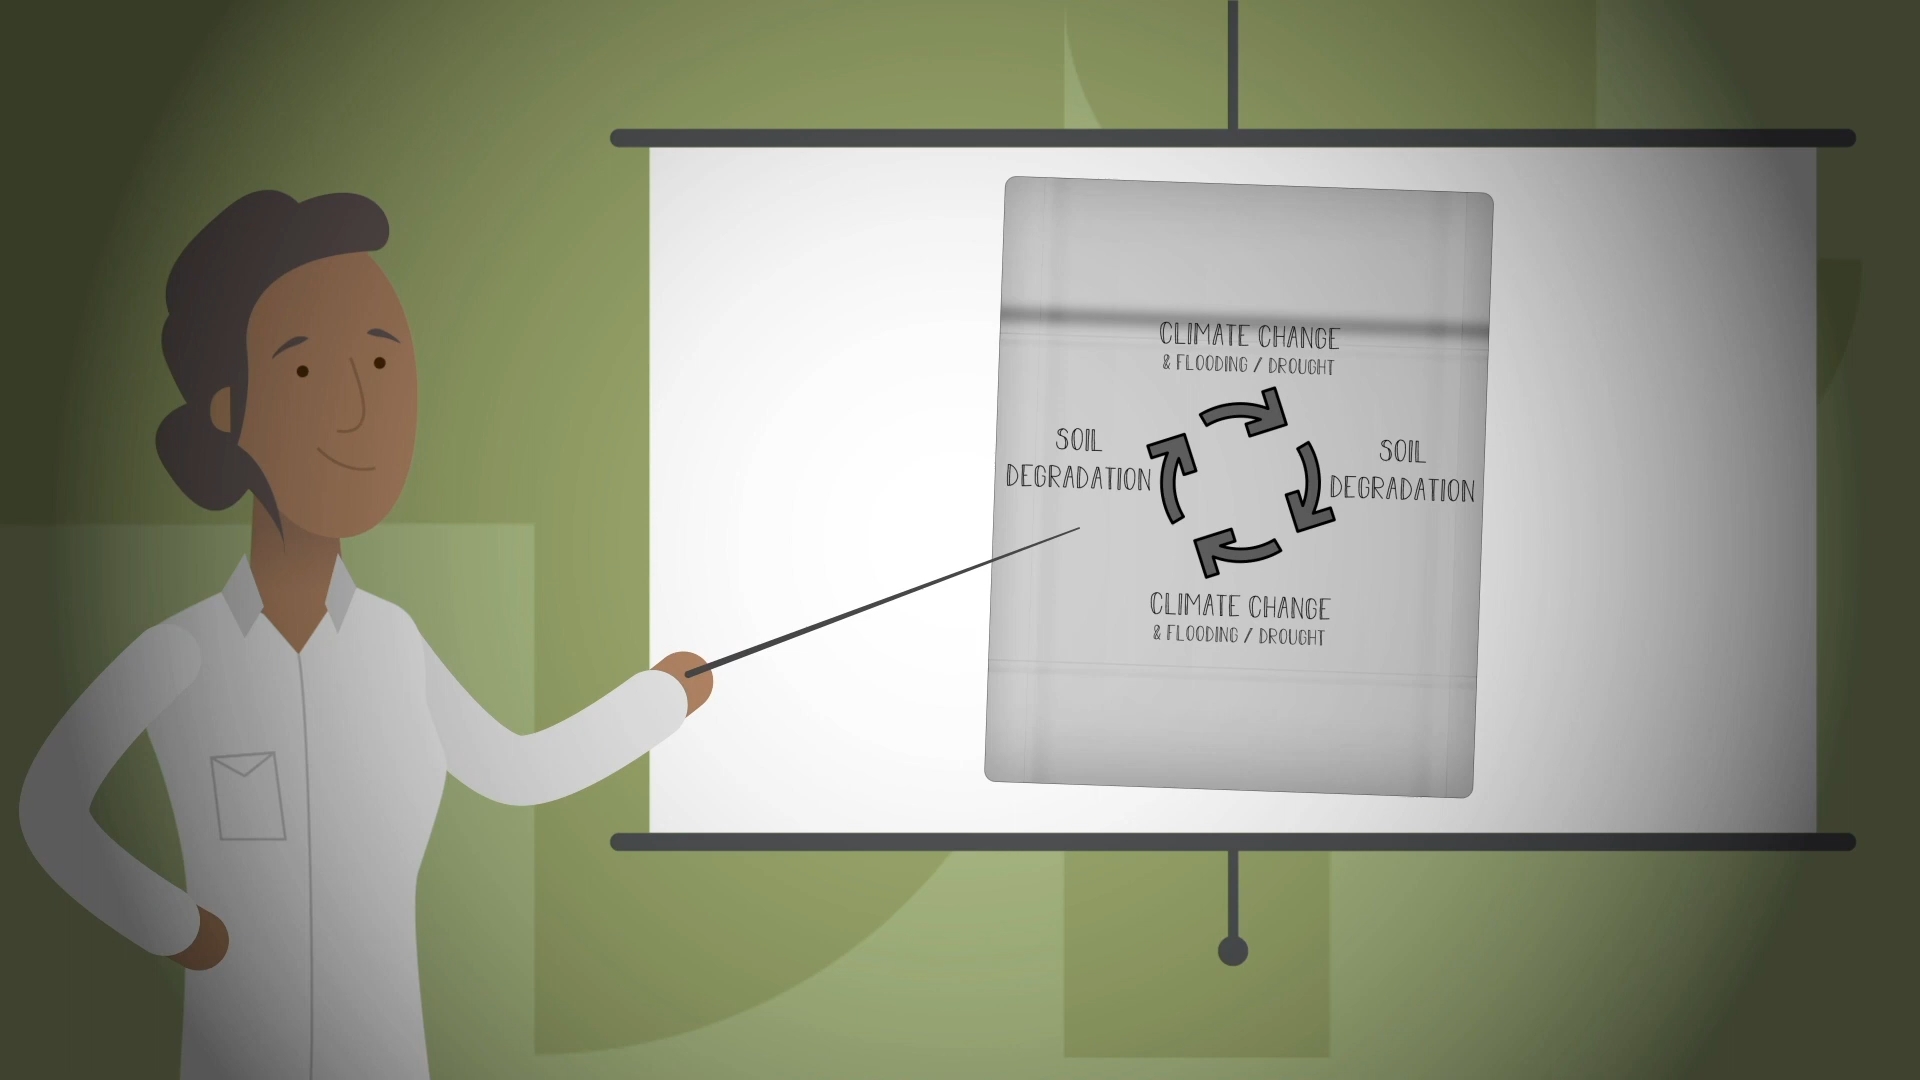 CLIMATE CHANGE
& FLOODING / DROUGHT
SOIL
DEGRADATION
SOIL
DEGRADATION
CLIMATE CHANGE
& FLOODING / DROUGHT